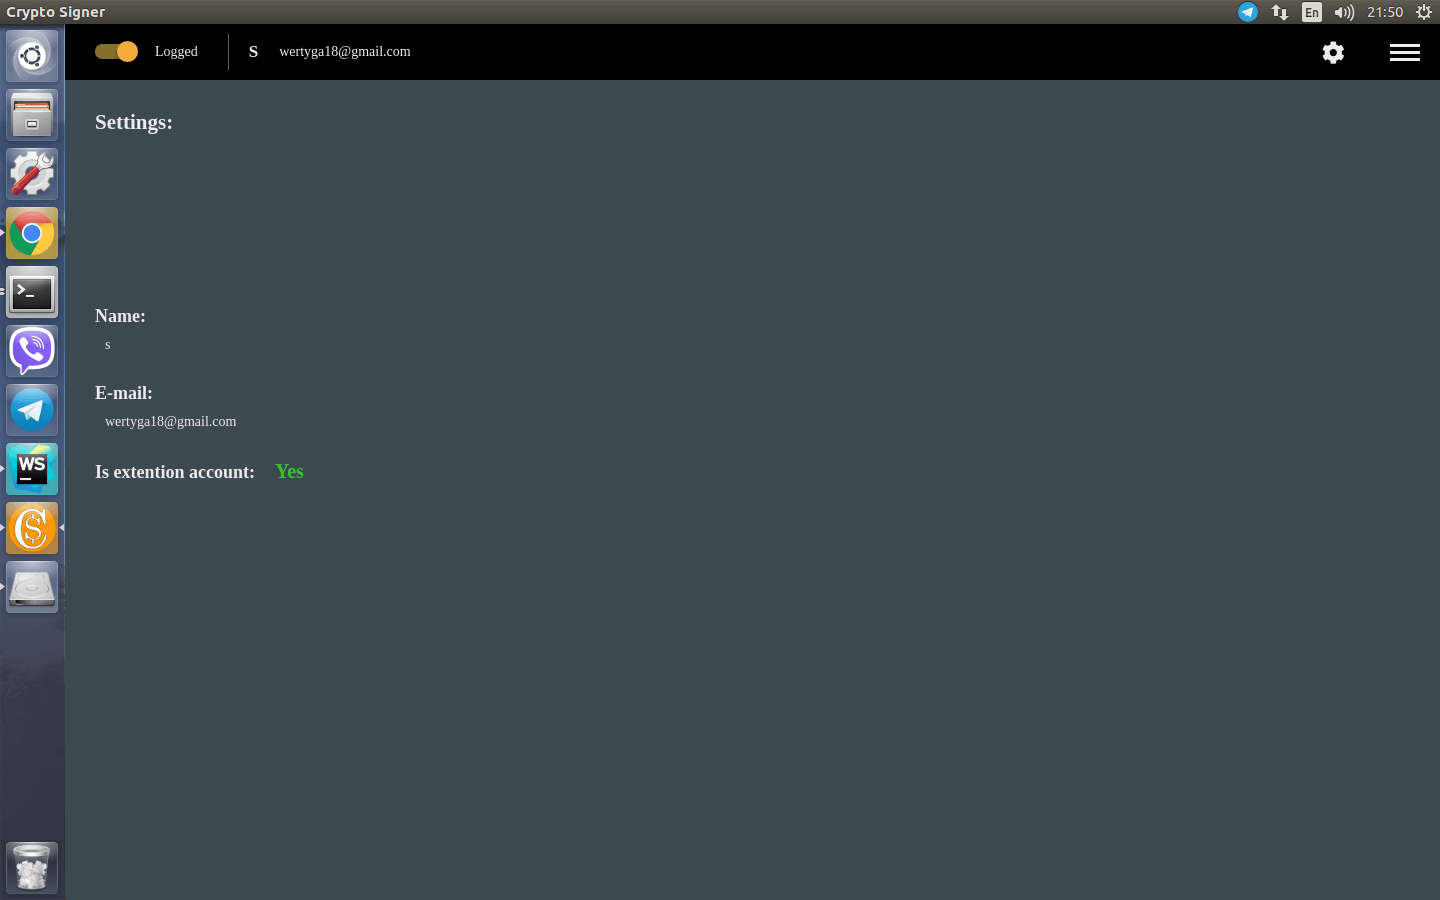 Crypto Signer
En
21:50
Logged
S
wertyga18@gmail.com
Settings:
Name:
s
E-mail:
wertyga18@gmail.com
Is extention account: Yes
WS